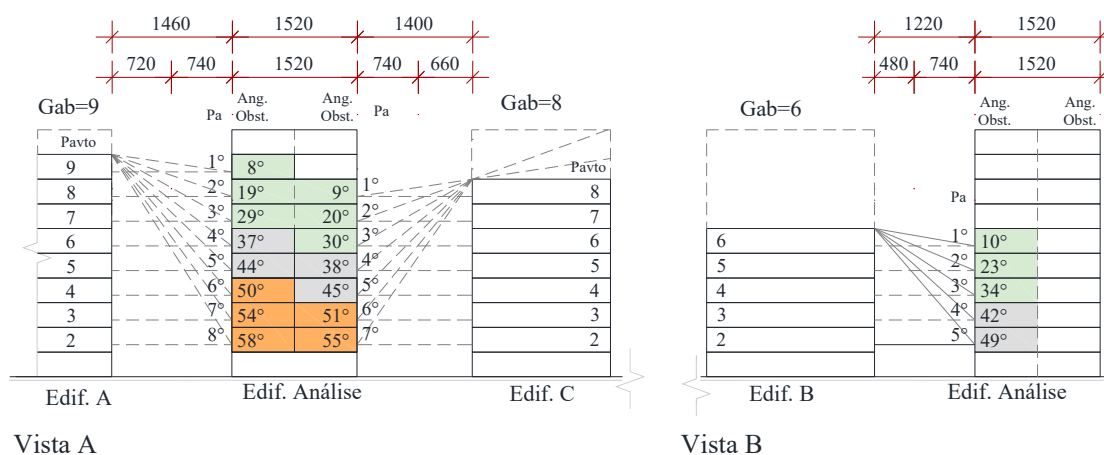 1460 1520 1400
720 740 1520 740 660
Gab=9 Ang. Obst. Ang. Obst. Gab=8
Pa Pa
Pavto Pavto
9 1° 8°
8 2° 19° 9° 1° 8
7 3° 29° 20° 2° 7
6 4° 37° 30° 3° 6
5 5° 44° 38° 4° 5
4 6° 50° 45° 5° 4
3 7° 54° 51° 6° 3
2 8° 58° 55° 7° 2
Edif. A Edif. Análise Edif. C
Vista A
1220 1520
480 740 1520
Gab=6 Ang. Obst. Ang. Obst.
Pa
6 1° 10°
5 2° 23°
4 3° 34°
3 4° 42°
2 5° 49°
Edif. B Edif. Análise
Vista B